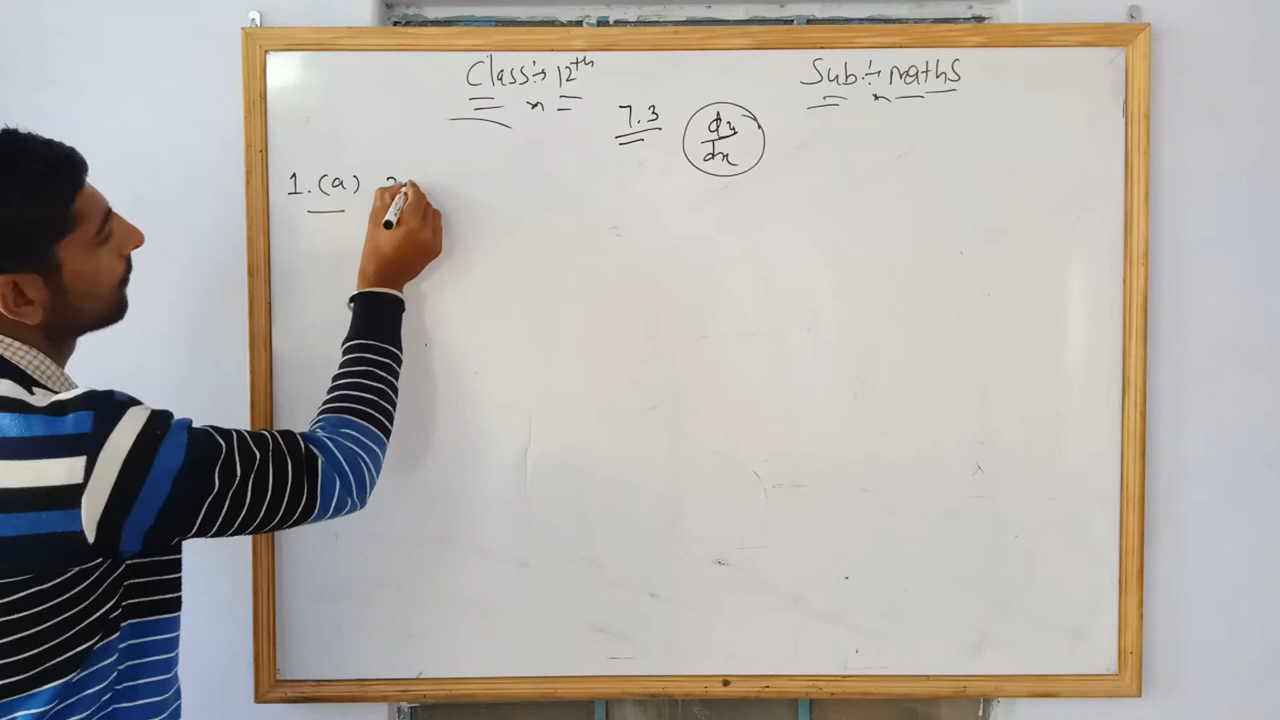 Class:- 12th
Sub:- Maths
7.3
dy
dx
1. (a)